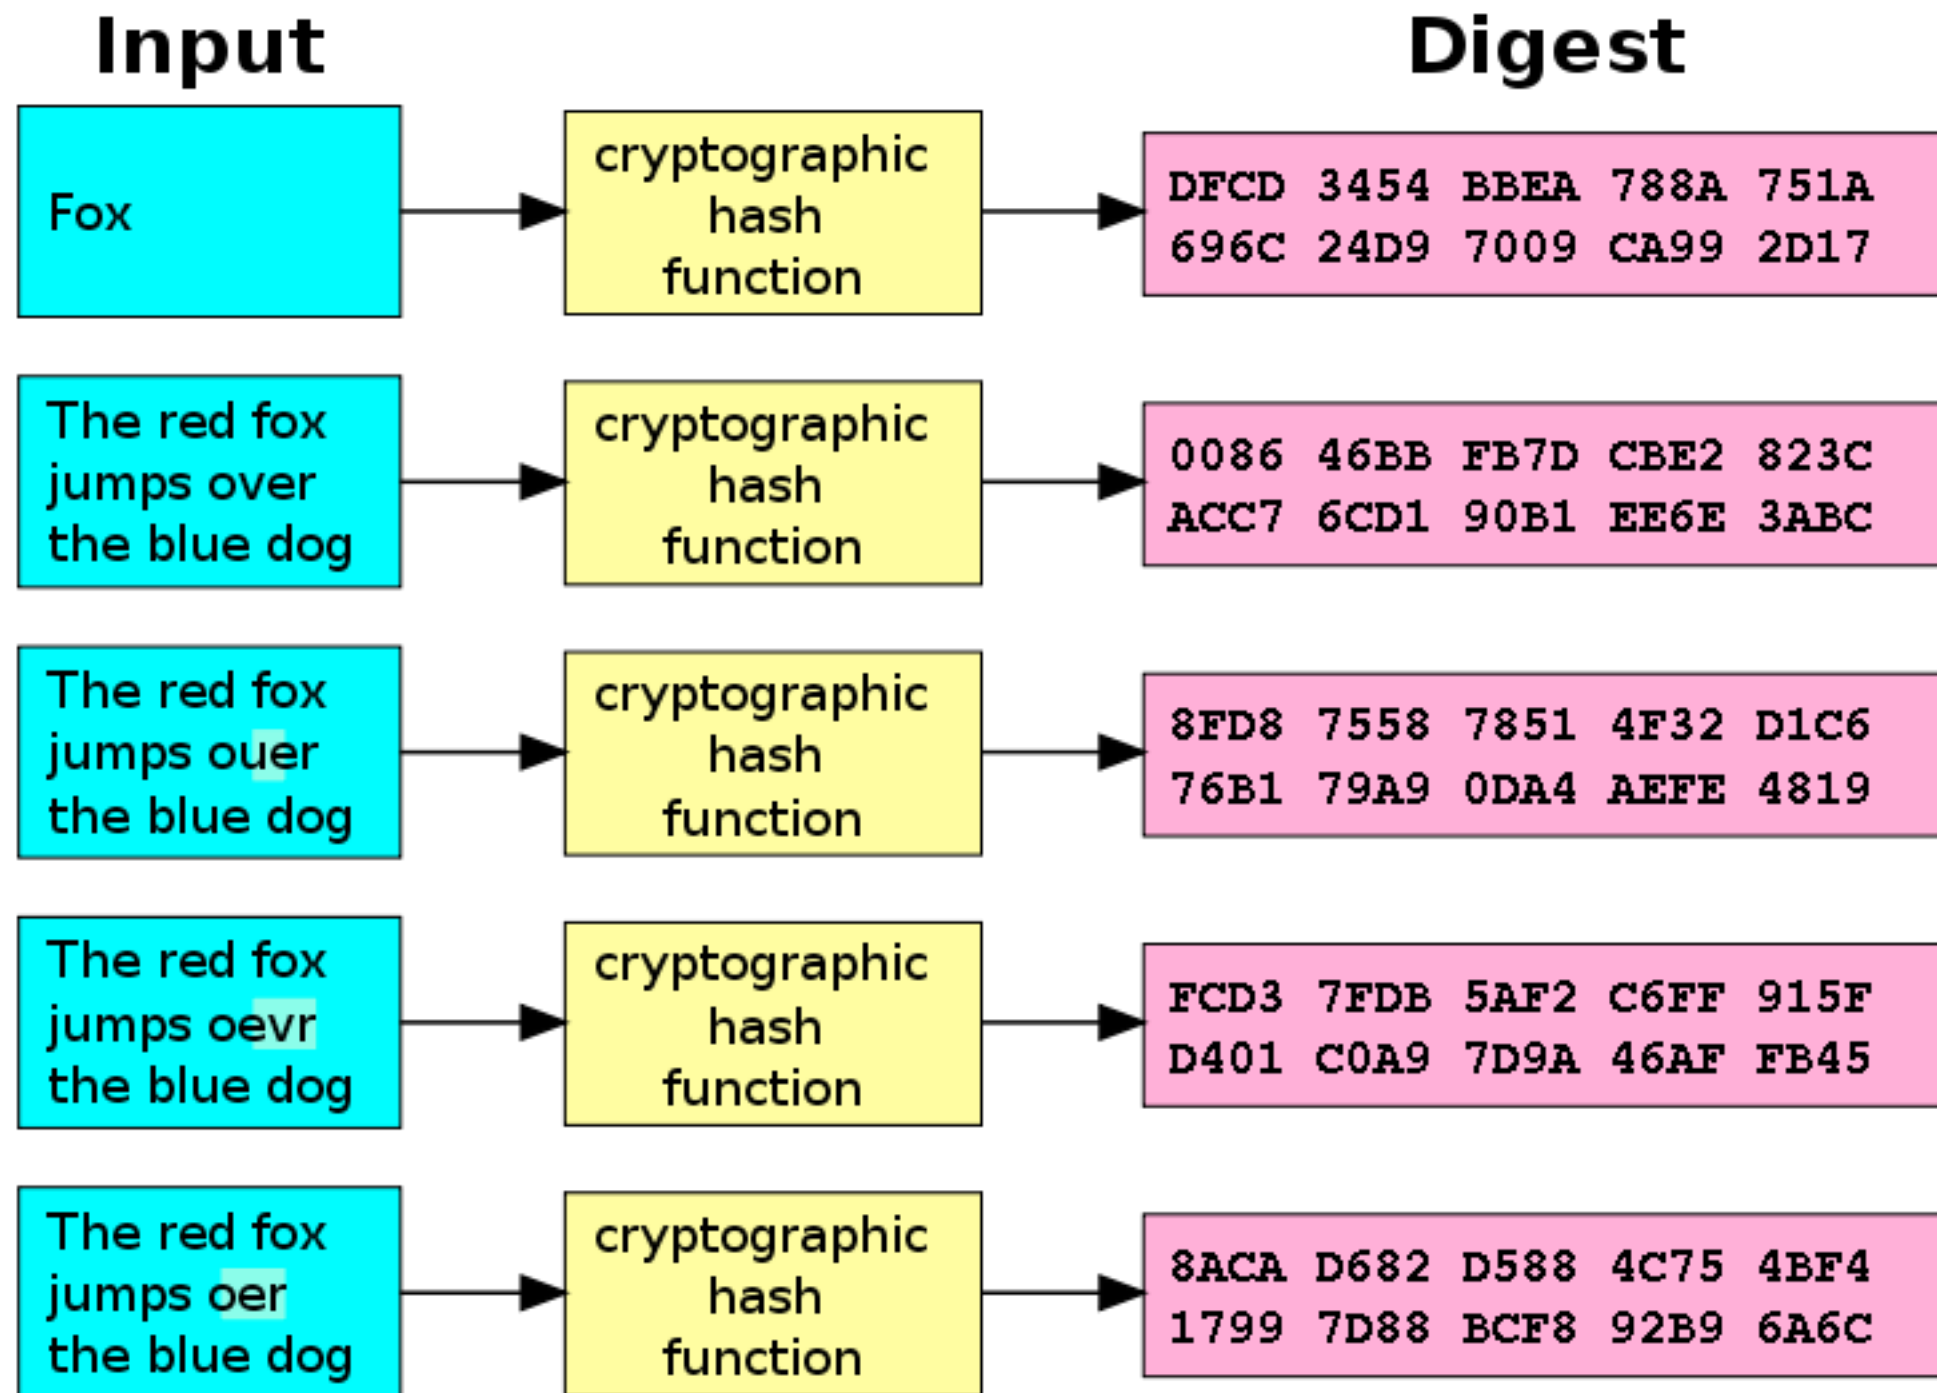 Input Digest
Fox
cryptographic
hash
function
DFCD 3454 BBEA 788A 751A
696C 24D9 7009 CA99 2D17
The red fox
jumps over
the blue dog
cryptographic
hash
function
0086 46BB FB7D CBE2 823C
ACC7 6CD1 90B1 EE6E 3ABC
The red fox
jumps ouer
the blue dog
cryptographic
hash
function
8FD8 7558 7851 4F32 D1C6
76B1 79A9 0DA4 AEFE 4819
The red fox
jumps oevr
the blue dog
cryptographic
hash
function
FCD3 7FDB 5AF2 C6FF 915F
D401 C0A9 7D9A 46AF FB45
The red fox
jumps oer
the blue dog
cryptographic
hash
function
8ACA D682 D588 4C75 4BF4
1799 7D88 BCF8 92B9 6A6C